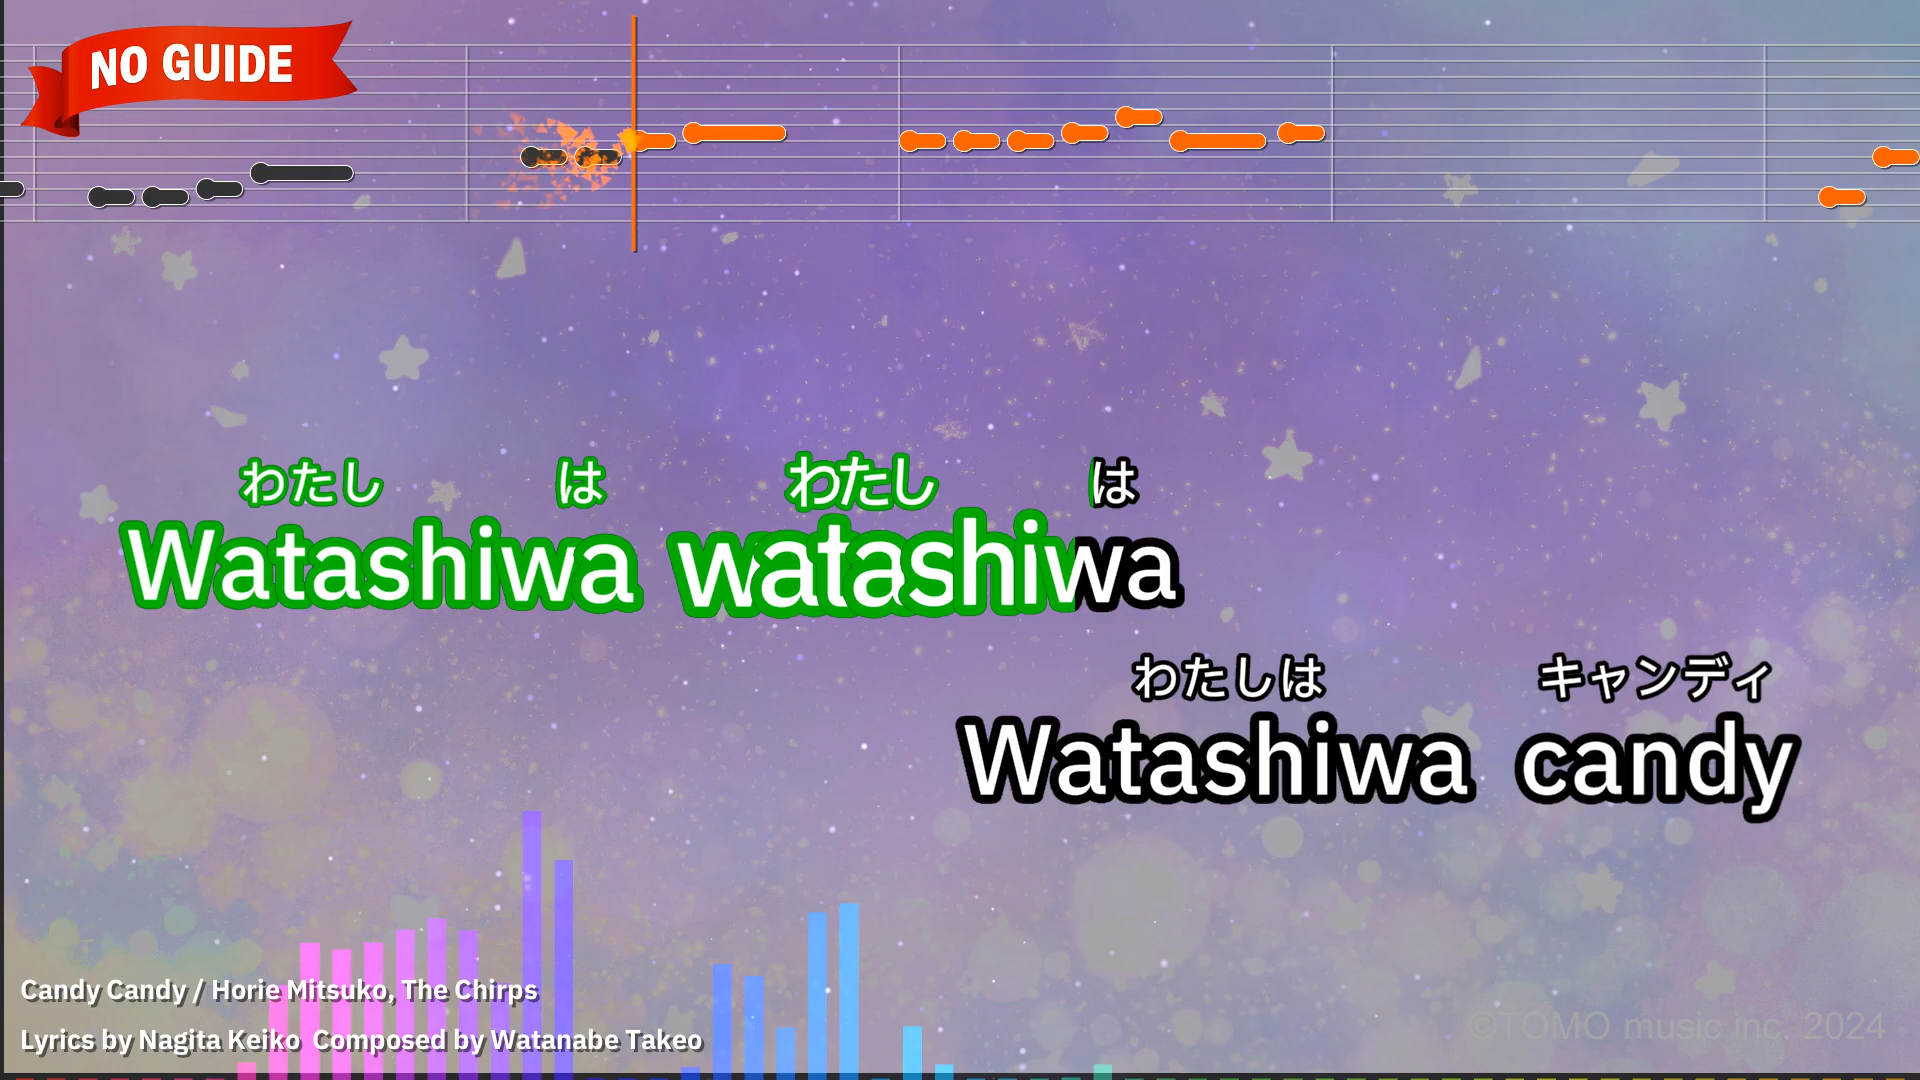 NO GUIDE
わたし は わたし は
Watashiwa watashiwa
わたしは キャンディ
Watashiwa candy
Candy Candy / Horie Mitsuko, The Chirps
Lyrics by Nagita Keiko Composed by Watanabe Takeo
©TOMO music inc. 2024